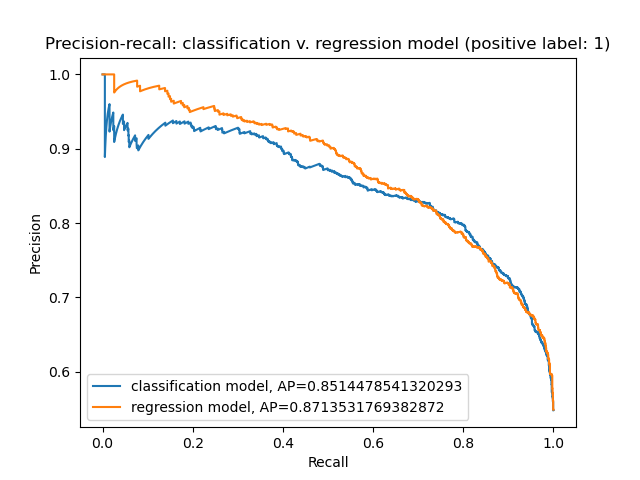 Precision-recall: classification v. regression model (positive label: 1)
1.0
0.9
0.8
0.7
0.6
Precision
classification model, AP=0.8514478541320293
regression model, AP=0.8713531769382872
0.0 0.2 0.4 0.6 0.8 1.0
Recall